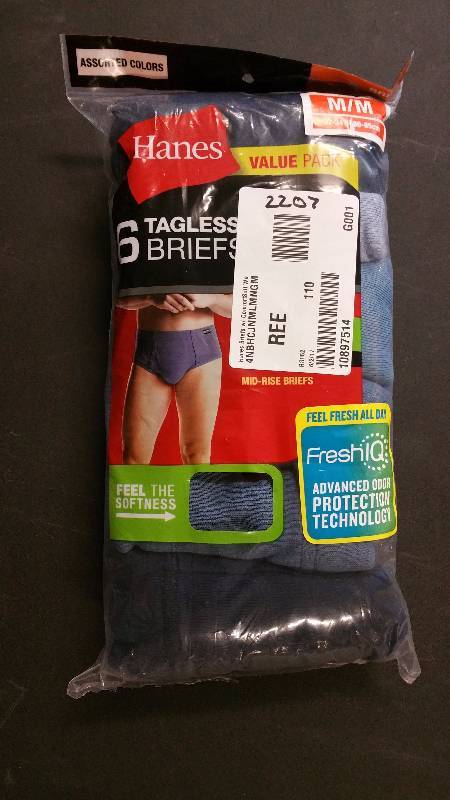 ASSORTED COLORS
M/M
Hanes
VALUE PACK
6 TAGLESS
BRIEFS
2207
G001
REE
110
10897514
4NBHCJNMLMNGM
MID-RISE BRIEFS
FEEL FRESH ALL DAY
FreshIQ
ADVANCED ODOR
PROTECTION
TECHNOLOGY
FEEL THE
SOFTNESS